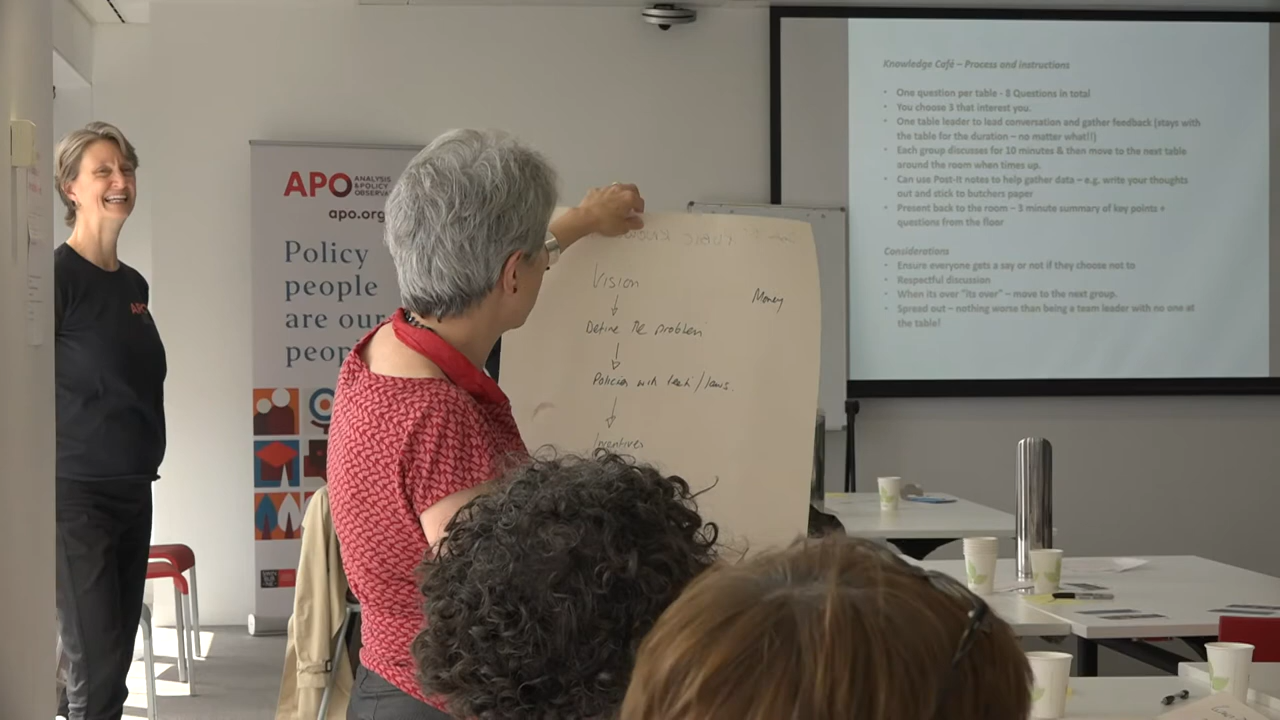 APO ANALYSIS
& POLICY
OBSERVA
apo.org
Policy
people
are our
peop
APO
Vision
Money
Define the problem
Policies with / laws.
Incentives
Knowledge Café – Process and instructions
• One question per table - 8 Questions in total
• You choose 3 that interest you.
• One table leader to lead conversation and gather feedback (stays with
the table for the duration – no matter what!!)
• Each group discusses for 10 minutes & then move to the next table
around the room when times up.
• Can use Post-It notes to help gather data – e.g. write your thoughts
out and stick to butchers paper
• Present back to the room – 3 minute summary of key points +
questions from the floor
Considerations
• Ensure everyone gets a say or not if they choose not to
• Respectful discussion
• When its over "its over" – move to the next group.
• Spread out – nothing worse than being a team leader with no one at
the table!